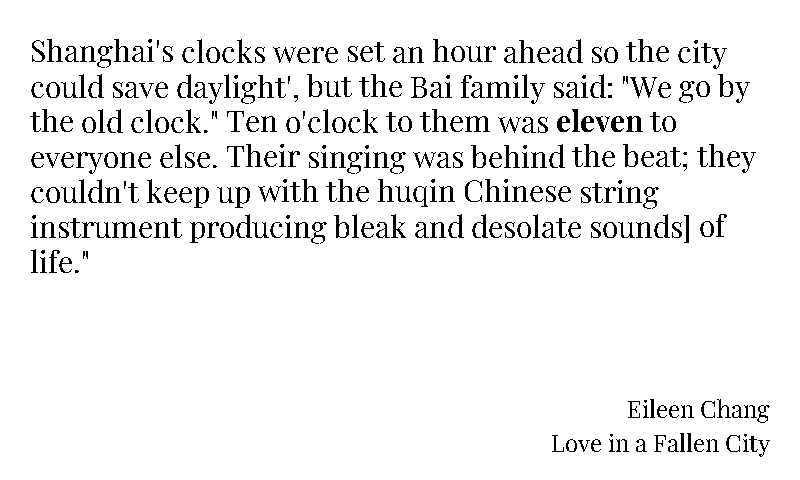 Shanghai's clocks were set an hour ahead so the city
could save daylight', but the Bai family said: "We go by
the old clock." Ten o'clock to them was eleven to
everyone else. Their singing was behind the beat; they
couldn't keep up with the huqin Chinese string
instrument producing bleak and desolate sounds] of
life."
Eileen Chang
Love in a Fallen City